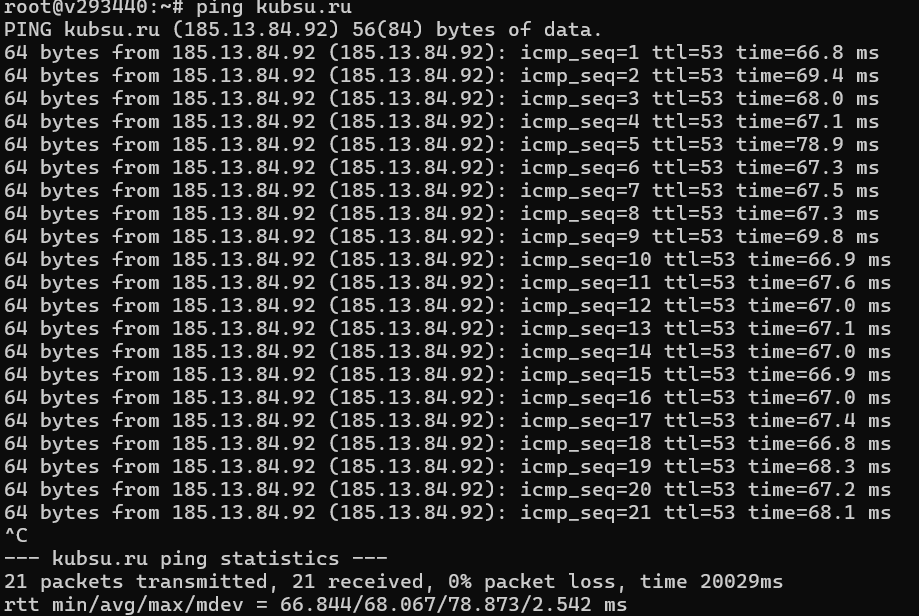 root@v293440:~# ping kubsu.ru
PING kubsu.ru (185.13.84.92) 56(84) bytes of data.
64 bytes from 185.13.84.92 (185.13.84.92): icmp_seq=1 ttl=53 time=66.8 ms
64 bytes from 185.13.84.92 (185.13.84.92): icmp_seq=2 ttl=53 time=69.4 ms
64 bytes from 185.13.84.92 (185.13.84.92): icmp_seq=3 ttl=53 time=68.0 ms
64 bytes from 185.13.84.92 (185.13.84.92): icmp_seq=4 ttl=53 time=67.1 ms
64 bytes from 185.13.84.92 (185.13.84.92): icmp_seq=5 ttl=53 time=78.9 ms
64 bytes from 185.13.84.92 (185.13.84.92): icmp_seq=6 ttl=53 time=67.3 ms
64 bytes from 185.13.84.92 (185.13.84.92): icmp_seq=7 ttl=53 time=67.5 ms
64 bytes from 185.13.84.92 (185.13.84.92): icmp_seq=8 ttl=53 time=67.3 ms
64 bytes from 185.13.84.92 (185.13.84.92): icmp_seq=9 ttl=53 time=69.8 ms
64 bytes from 185.13.84.92 (185.13.84.92): icmp_seq=10 ttl=53 time=66.9 ms
64 bytes from 185.13.84.92 (185.13.84.92): icmp_seq=11 ttl=53 time=67.6 ms
64 bytes from 185.13.84.92 (185.13.84.92): icmp_seq=12 ttl=53 time=67.0 ms
64 bytes from 185.13.84.92 (185.13.84.92): icmp_seq=13 ttl=53 time=67.1 ms
64 bytes from 185.13.84.92 (185.13.84.92): icmp_seq=14 ttl=53 time=67.0 ms
64 bytes from 185.13.84.92 (185.13.84.92): icmp_seq=15 ttl=53 time=66.9 ms
64 bytes from 185.13.84.92 (185.13.84.92): icmp_seq=16 ttl=53 time=67.0 ms
64 bytes from 185.13.84.92 (185.13.84.92): icmp_seq=17 ttl=53 time=67.4 ms
64 bytes from 185.13.84.92 (185.13.84.92): icmp_seq=18 ttl=53 time=66.8 ms
64 bytes from 185.13.84.92 (185.13.84.92): icmp_seq=19 ttl=53 time=68.3 ms
64 bytes from 185.13.84.92 (185.13.84.92): icmp_seq=20 ttl=53 time=67.2 ms
64 bytes from 185.13.84.92 (185.13.84.92): icmp_seq=21 ttl=53 time=68.1 ms
^C
--- kubsu.ru ping statistics ---
21 packets transmitted, 21 received, 0% packet loss, time 20029ms
rtt min/avg/max/mdev = 66.844/68.067/78.873/2.542 ms